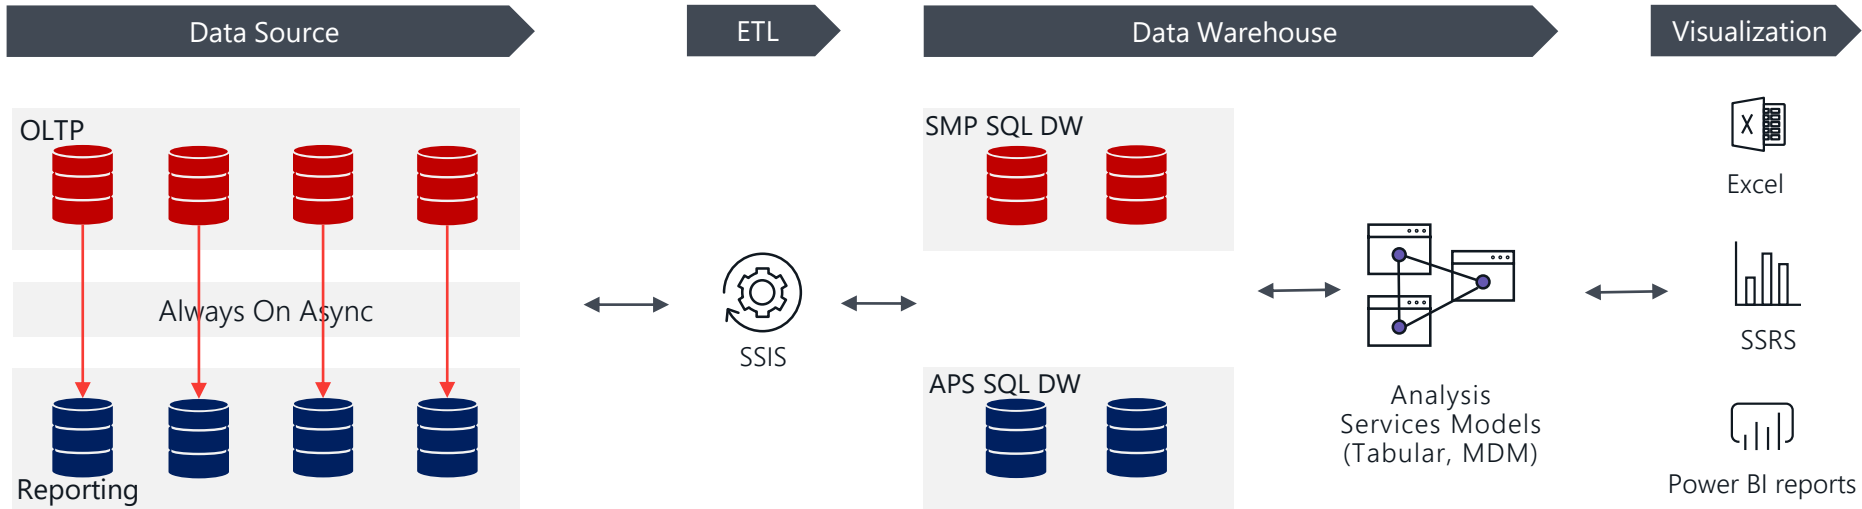 Data Source
ETL
Data Warehouse
Visualization
OLTP
Always On Async
Reporting
SSIS
SMP SQL DW
APS SQL DW
Analysis
Services Models
(Tabular, MDM)
X
Excel
SSRS
Power BI reports